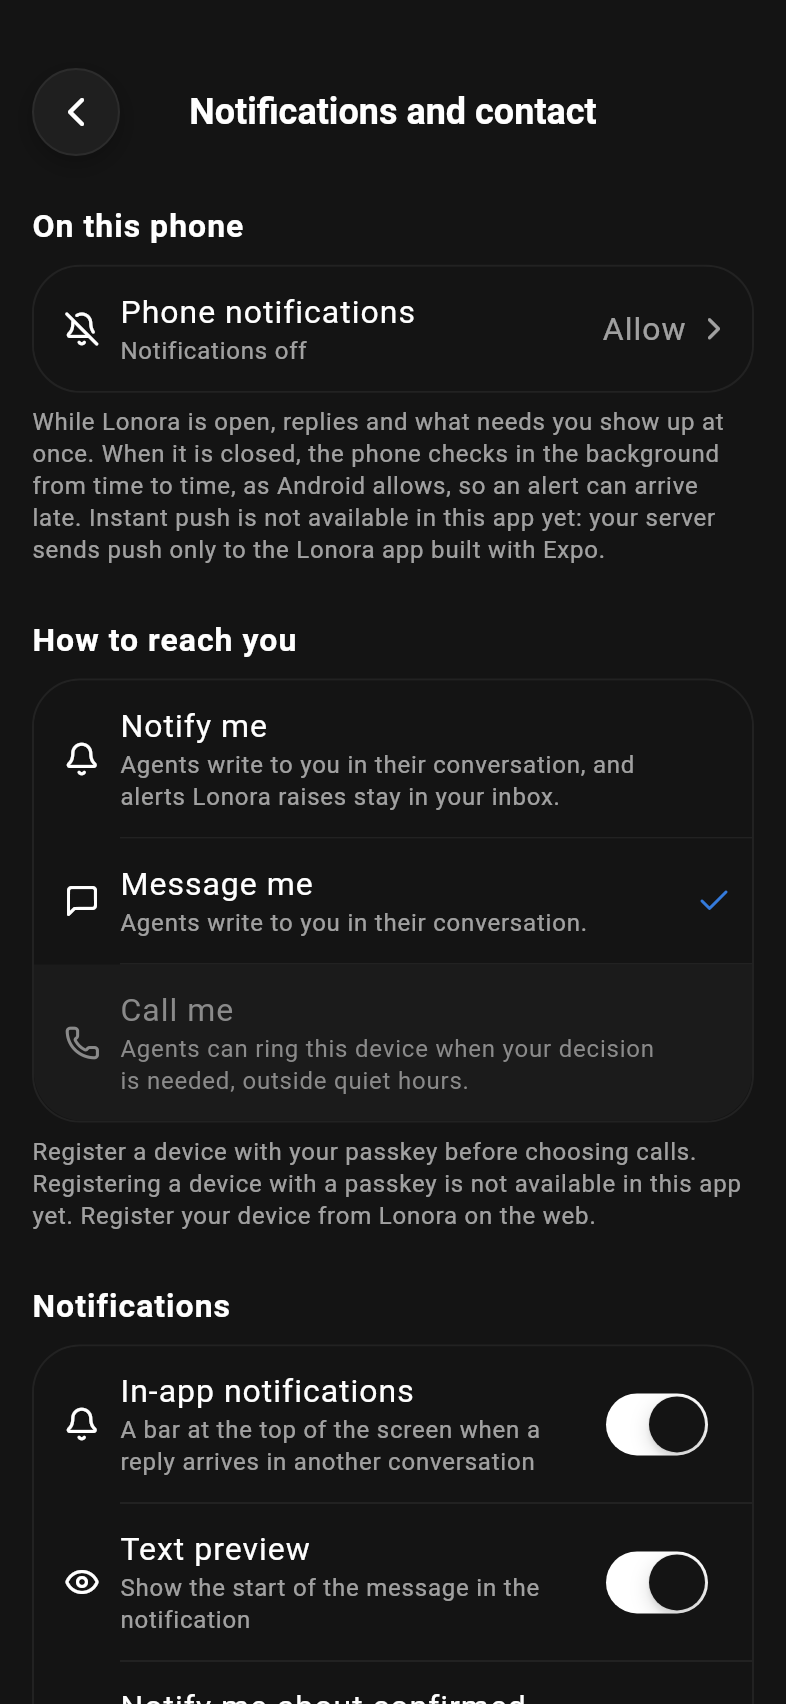 Notifications and contact
On this phone
Phone notifications
Notifications off
Allow
While Lonora is open, replies and what needs you show up at
once. When it is closed, the phone checks in the background
from time to time, as Android allows, so an alert can arrive
late. Instant push is not available in this app yet: your server
sends push only to the Lonora app built with Expo.
How to reach you
Notify me
Agents write to you in their conversation, and
alerts Lonora raises stay in your inbox.
Message me
Agents write to you in their conversation.
Call me
Agents can ring this device when your decision
is needed, outside quiet hours.
Register a device with your passkey before choosing calls.
Registering a device with a passkey is not available in this app
yet. Register your device from Lonora on the web.
Notifications
In-app notifications
A bar at the top of the screen when a
reply arrives in another conversation
Text preview
Show the start of the message in the
notification
Notify me about confirmed